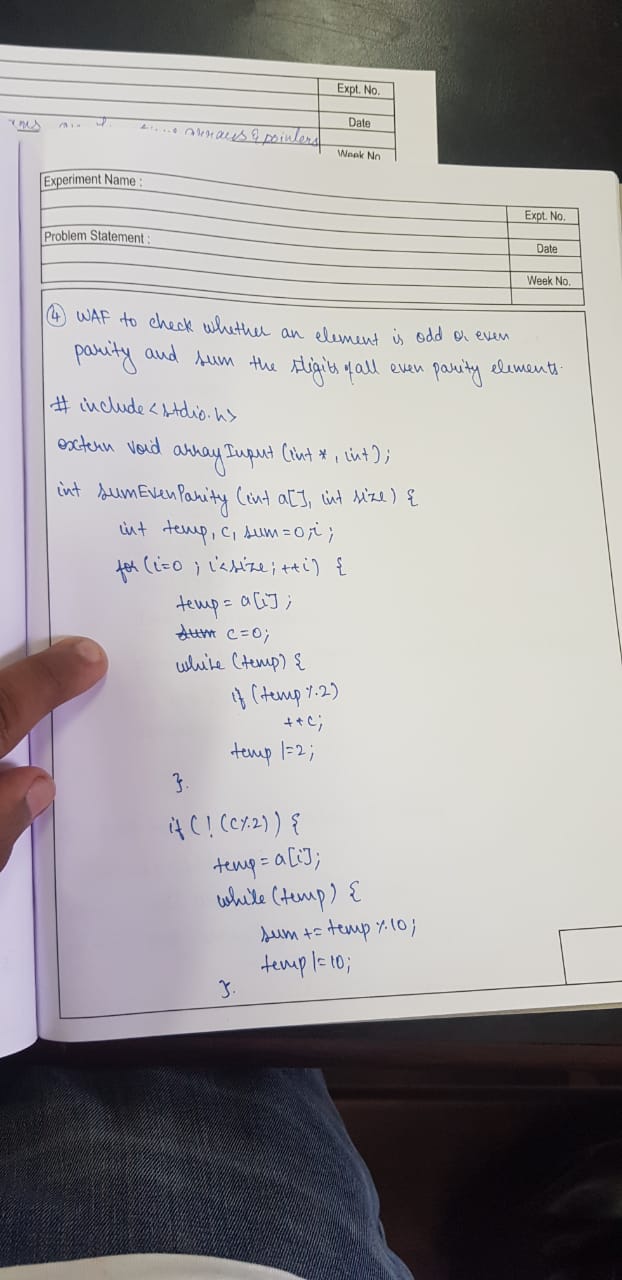 Expt. No.
Date
arrays & pointers
Week No
Experiment Name :
Expt. No.
Problem Statement :
Date
Week No.
④ WAF to check whether an element is odd or even
parity and sum the digits of all even parity elements.
# include <stdio.h>
extern void arrayInput (int *, int);
int sumEvenParity (int a[], int size) {
int temp, c, sum=0,i ;
for (i=0 ; i<size ; ++i) {
temp = a[i] ;
sum c=0;
while (temp) {
if (temp %2)
++c;
temp /=2;
}.
if (! (c%2)) {
temp = a[i];
while (temp) {
sum += temp %10;
temp /= 10;
}.